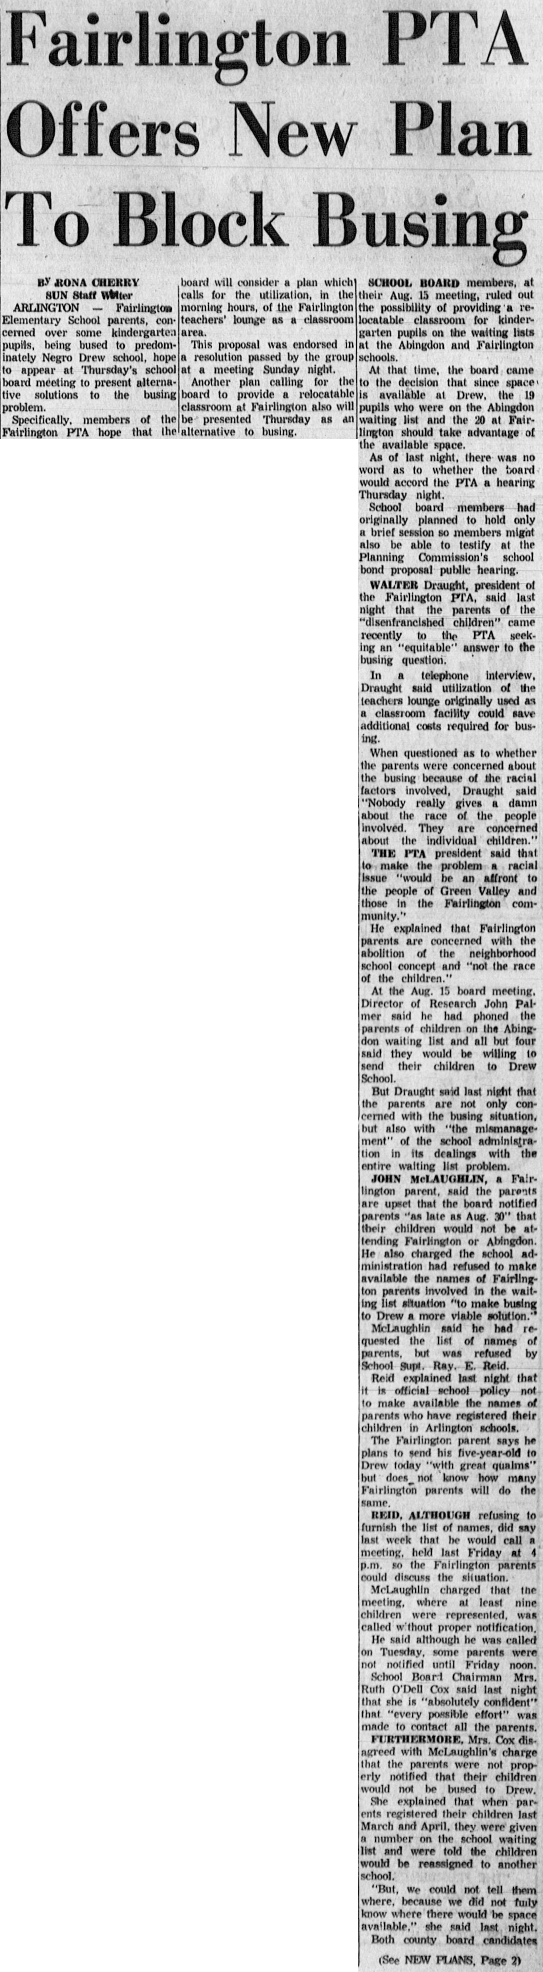 Fairlington PTA
Offers New Plan
To Block Busing
By RONA CHERRY
SUN Staff Writer
ARLINGTON — Fairlington
Elementary School parents, con-
cerned over some kindergarten
pupils, being bused to predom-
inately Negro Drew school, hope
to appear at Thursday's school
board meeting to present alterna-
tive solutions to the busing
problem.
Specifically, members of the
Fairlington PTA hope that the
board will consider a plan which
calls for the utilization, in the
morning hours, of the Fairlington
teachers' lounge as a classroom
area.
This proposal was endorsed in
a resolution passed by the group
at a meeting Sunday night.
Another plan calling for the
board to provide a relocatable
classroom at Fairlington also will
be presented Thursday as an
alternative to busing.
SCHOOL BOARD members, at
their Aug. 15 meeting, ruled out
the possibility of providing a re-
locatable classroom for kinder-
garten pupils on the waiting lists
at the Abingdon and Fairlington
schools.
At that time, the board came
to the decision that since space
is available at Drew, the 19
pupils who were on the Abingdon
waiting list and the 20 at Fair-
lington should take advantage of
the available space.
As of last night, there was no
word as to whether the board
would accord the PTA a hearing
Thursday night.
School board members had
originally planned to hold only
a brief session so members might
also be able to testify at the
Planning Commission's school
bond proposal public hearing.
WALTER Draught, president of
the Fairlington PTA, said last
night that the parents of the
"disenfranchished children" came
recently to the PTA seek-
ing an "equitable" answer to the
busing question.
In a telephone interview,
Draught said utilization of the
teachers lounge originally used as
a classroom facility could save
additional costs required for bus-
ing.
When questioned as to whether
the parents were concerned about
the busing because of the racial
factors involved, Draught said
"Nobody really gives a damn
about the race of the people
involved. They are concerned
about the individual children."
THE PTA president said that
to make the problem a racial
issue "would be an affront to
the people of Green Valley and
those in the Fairlington com-
munity."
He explained that Fairlington
parents are concerned with the
abolition of the neighborhood
school concept and "not the race
of the children."
At the Aug. 15 board meeting,
Director of Research John Pal-
mer said he had phoned the
parents of children on the Abing-
don waiting list and all but four
said they would be willing to
send their children to Drew
School.
But Draught said last night that
the parents are not only con-
cerned with the busing situation,
but also with "the mismanage-
ment" of the school administra-
tion in its dealings with the
entire waiting list problem.
JOHN McLAUGHLIN, a Fair-
lington parent, said the parents
are upset that the board notified
parents "as late as Aug. 30" that
their children would not be at-
tending Fairlington or Abingdon.
He also charged the school ad-
ministration had refused to make
available the names of Fairling-
ton parents involved in the wait-
ing list situation "to make busing
to Drew a more viable solution."
McLaughlin said he had re-
quested the list of names of
parents, but was refused by
School Supt. Ray. E. Reid.
Reid explained last night that
it is official school policy not
to make available the names of
parents who have registered their
children in Arlington schools.
The Fairlington parent says he
plans to send his five-year-old to
Drew today "with great qualms"
but does not know how many
Fairlington parents will do the
same.
REID, ALTHOUGH refusing to
furnish the list of names, did say
last week that he would call a
meeting, held last Friday at 4
p.m. so the Fairlington parents
could discuss the situation.
McLaughlin charged that the
meeting, where at least nine
children were represented, was
called without proper notification.
He said although he was called
on Tuesday, some parents were
not notified until Friday noon.
School Board Chairman Mrs.
Ruth O'Dell Cox said last night
that she is "absolutely confident"
that "every possible effort" was
made to contact all the parents.
FURTHERMORE, Mrs. Cox dis-
agreed with McLaughlin's charge
that the parents were not prop-
erly notified that their children
would not be bused to Drew.
She explained that when par-
ents registered their children last
March and April, they were given
a number on the school waiting
list and were told the children
would be reassigned to another
school.
"But, we could not tell them
where, because we did not fully
know where there would be space
available," she said last night.
Both county board candidates
(See NEW PLANS, Page 2)